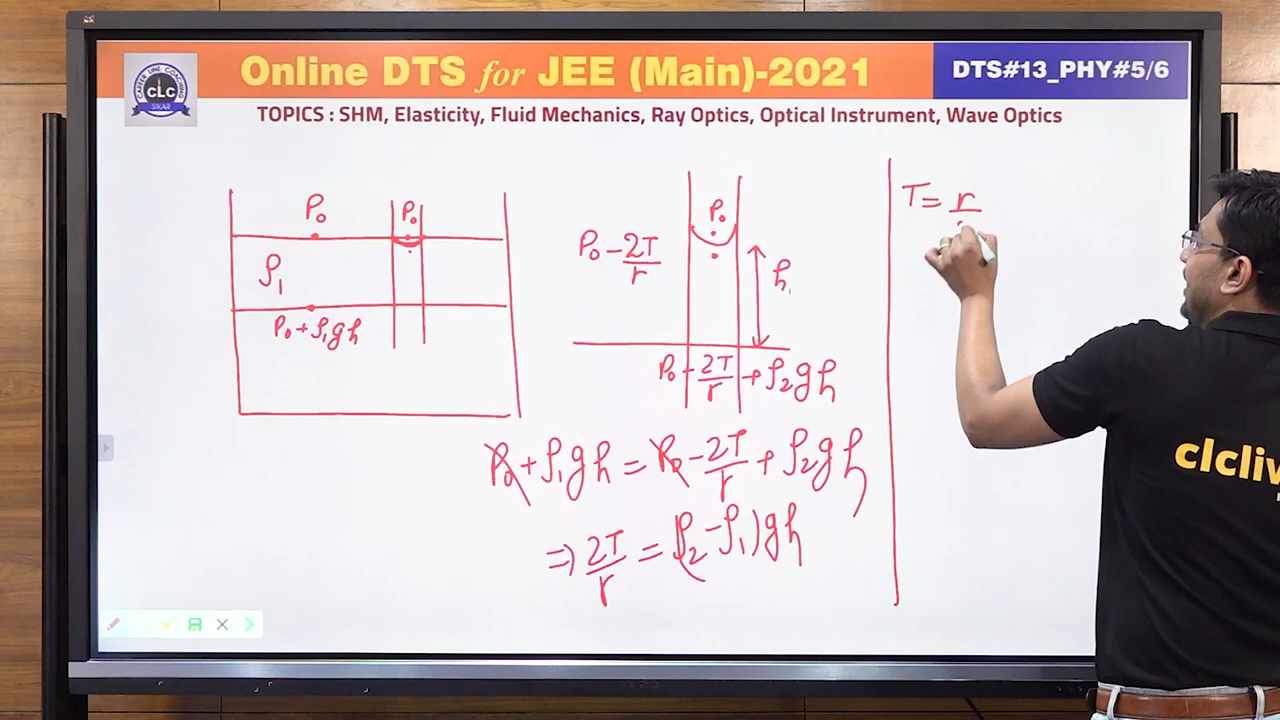 Online DTS for JEE (Main)-2021
DTS#13_PHY#5/6
TOPICS : SHM, Elasticity, Fluid Mechanics, Ray Optics, Optical Instrument, Wave Optics
CLC
SIKAR
P₀
P₀
ρ₁
P₀ + ρ₁gh
P₀
P₀ - 2T/r
h
P₀ - 2T/r + ρ₂gh
P₀ + ρ₁gh = P₀ - 2T/r + ρ₂gh
⇒ 2T/r = (ρ₂ - ρ₁)gh
T = r
clcliv